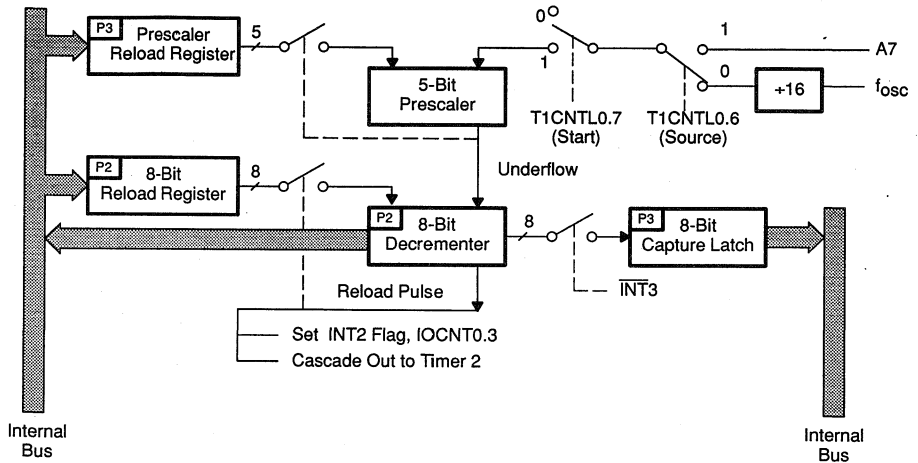 P3
Prescaler
Reload Register
5
0
1
5-Bit
Prescaler
1
A7
0
÷16
fosc
T1CNTL0.7
(Start)
T1CNTL0.6
(Source)
Underflow
P2
8-Bit
Reload Register
8
P2
8-Bit
Decrementer
8
P3
8-Bit
Capture Latch
INT3
Reload Pulse
Set INT2 Flag, IOCNT0.3
Cascade Out to Timer 2
Internal
Bus
Internal
Bus